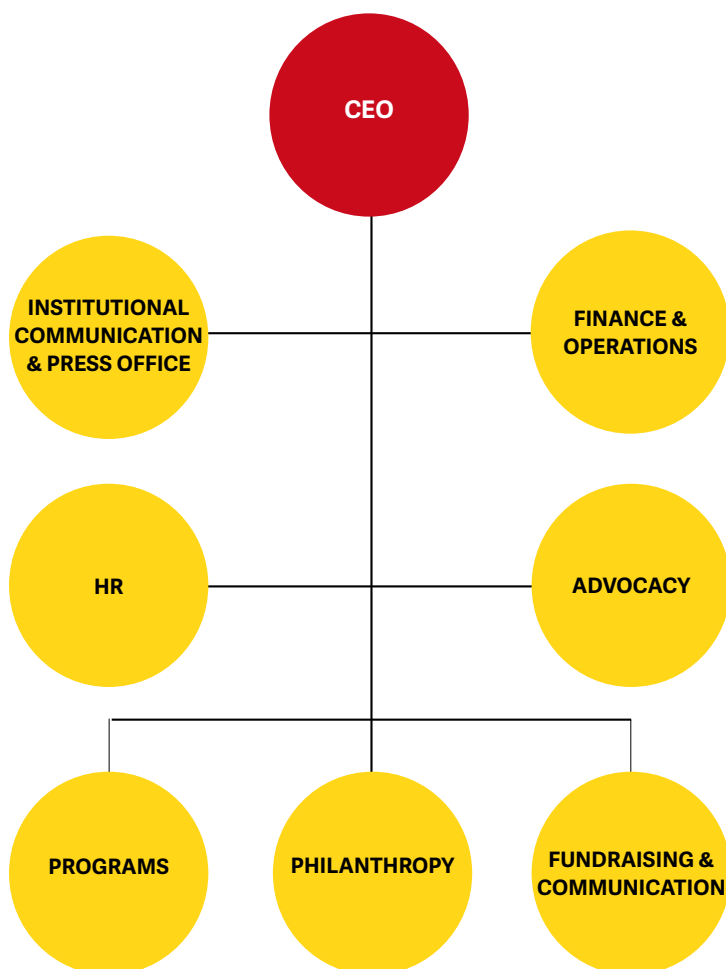 CEO
INSTITUTIONAL
COMMUNICATION
& PRESS OFFICE
FINANCE &
OPERATIONS
HR
ADVOCACY
PROGRAMS
PHILANTHROPY
FUNDRAISING &
COMMUNICATION